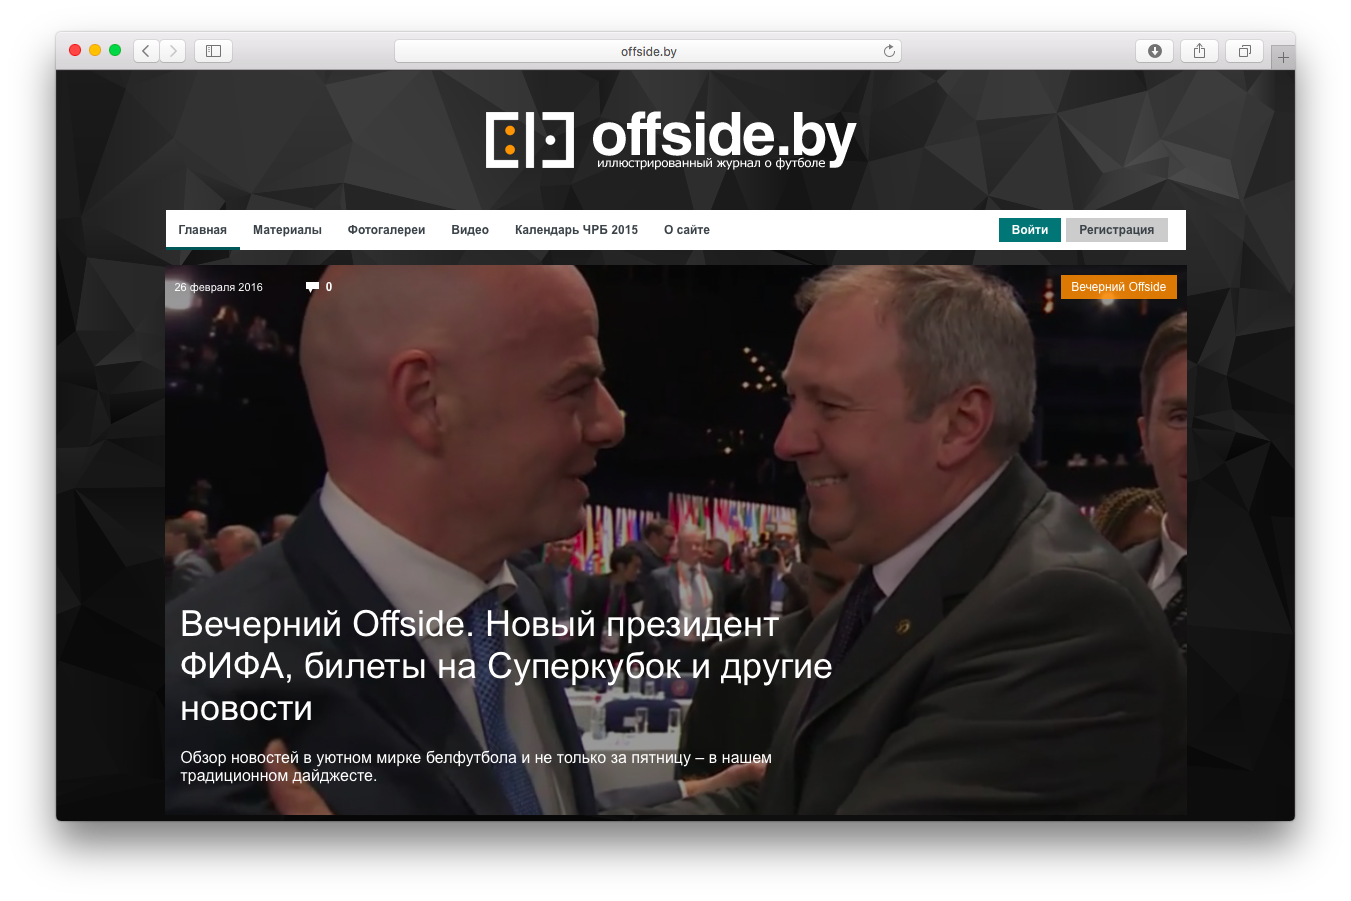 offside.by
offside.by
иллюстрированный журнал о футболе
Главная Материалы Фотогалереи Видео Календарь ЧРБ 2015 О сайте Войти Регистрация
26 февраля 2016 0 Вечерний Offside
Вечерний Offside. Новый президент
ФИФА, билеты на Суперкубок и другие
новости
Обзор новостей в уютном мирке белфутбола и не только за пятницу – в нашем
традиционном дайджесте.